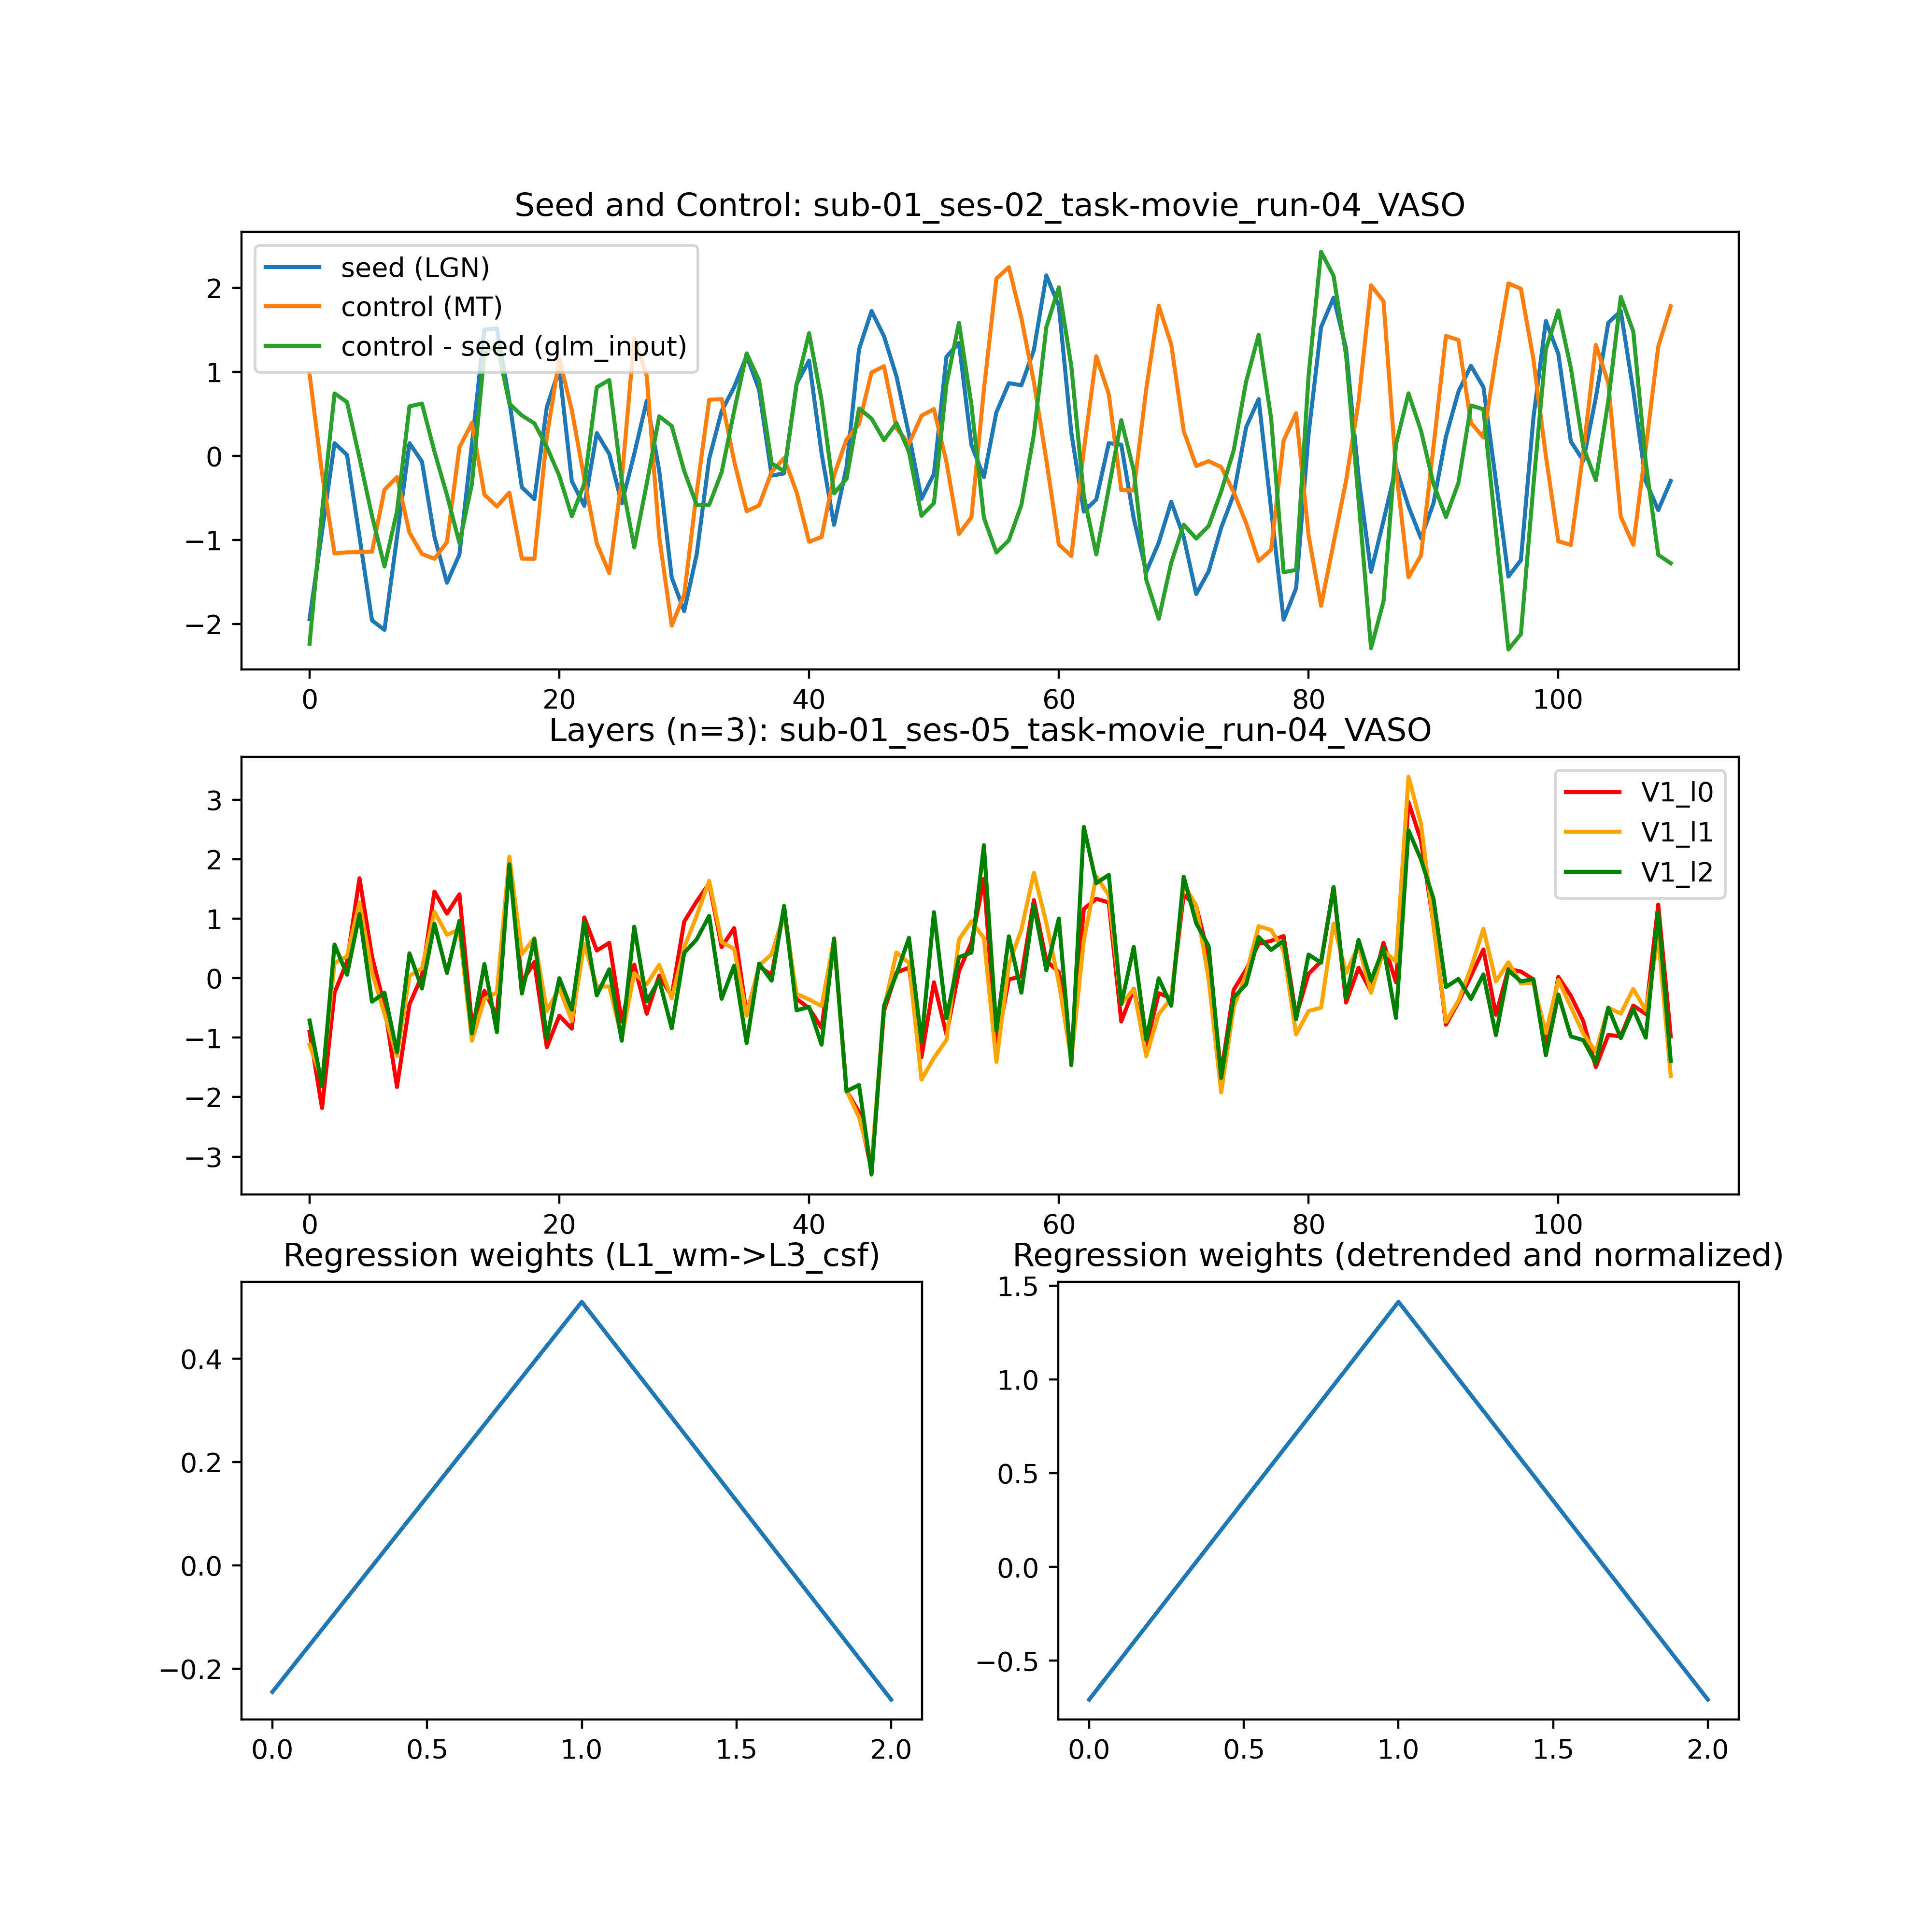 Seed and Control: sub-01_ses-02_task-movie_run-04_VASO
seed (LGN)
control (MT)
control - seed (glm_input)
2
1
0
−1
−2
0 20 40 60 80 100
Layers (n=3): sub-01_ses-05_task-movie_run-04_VASO
V1_l0
V1_l1
V1_l2
3
2
1
0
−1
−2
−3
0 20 40 60 80 100
Regression weights (L1_wm->L3_csf)
0.4
0.2
0.0
−0.2
0.0 0.5 1.0 1.5 2.0
Regression weights (detrended and normalized)
1.5
1.0
0.5
0.0
−0.5
0.0 0.5 1.0 1.5 2.0